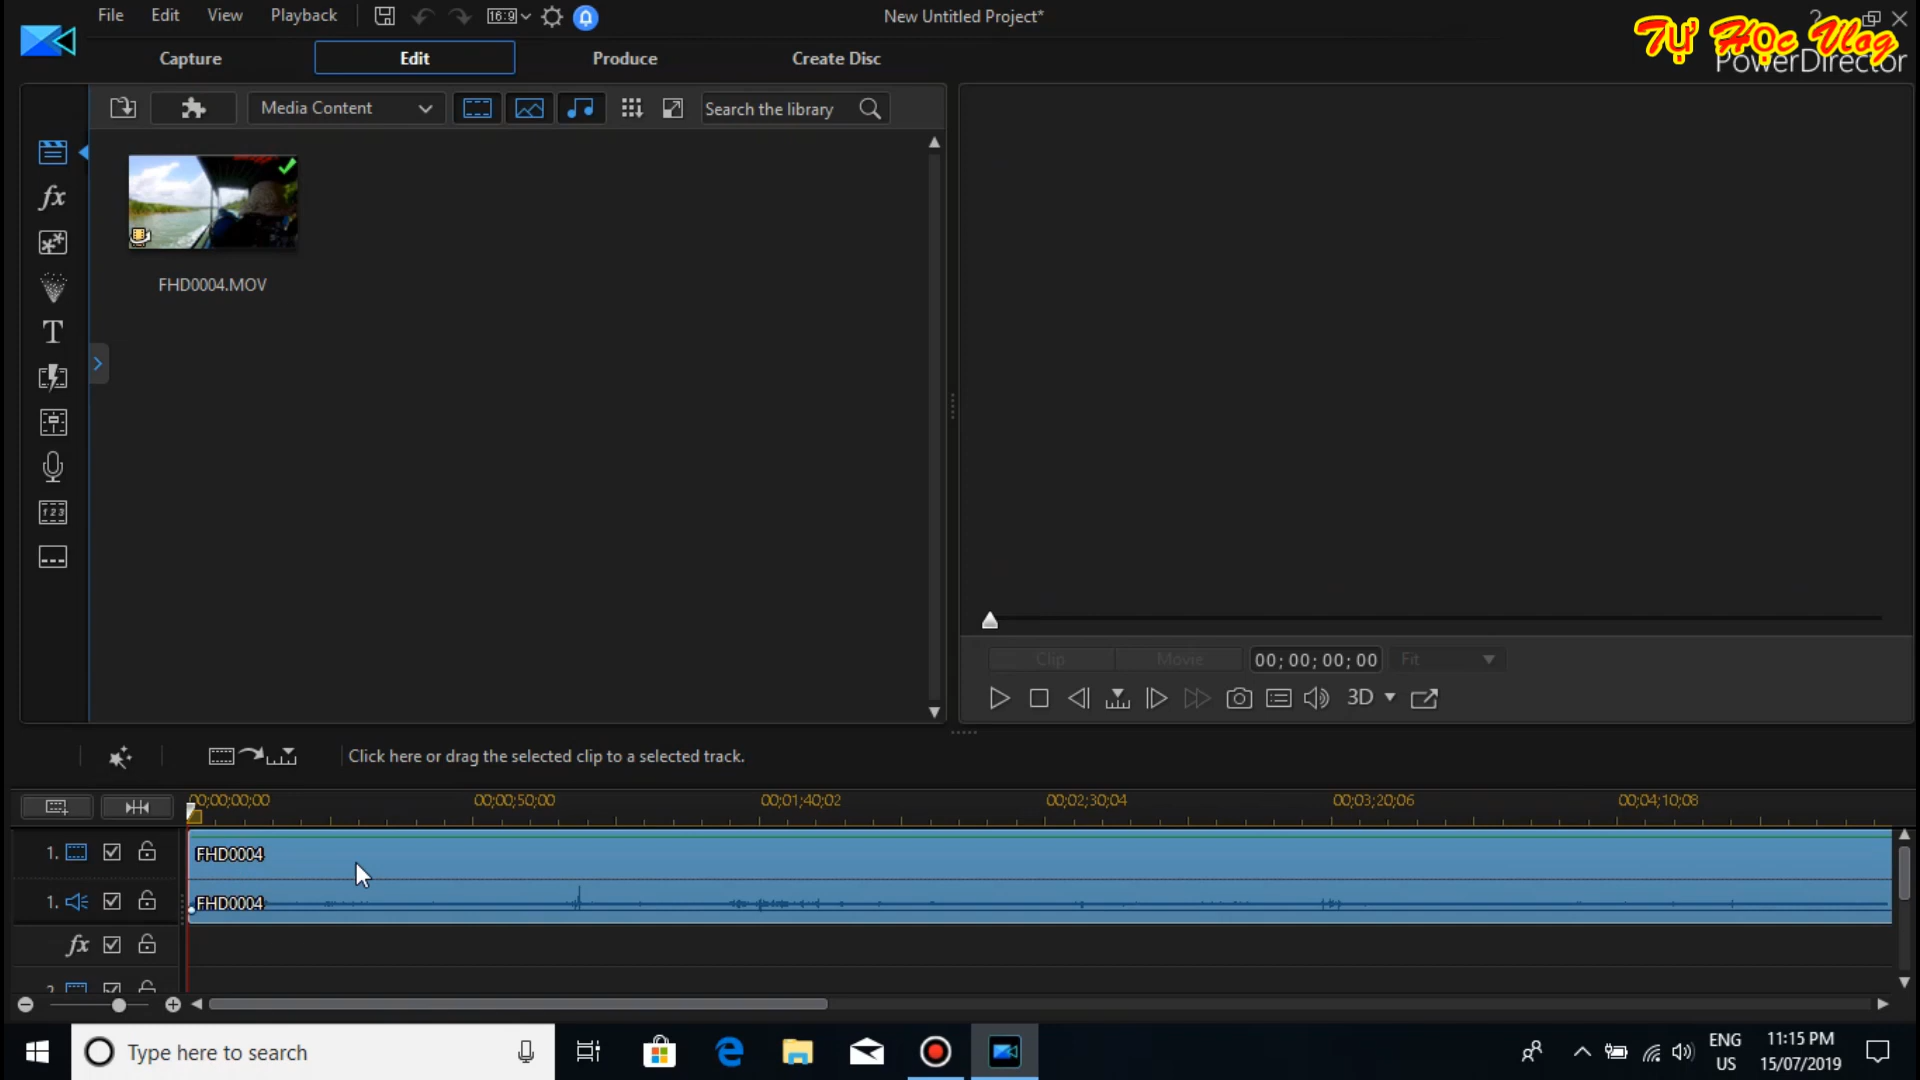 File Edit View Playback 16:9 New Untitled Project* ?
Tự Học Vlog
PowerDirector
Capture Edit Produce Create Disc
Media Content Search the library
fx
FHD0004.MOV
T
123
Clip Movie 00;00;00;00 Fit
3D
Click here or drag the selected clip to a selected track.
00;00;00;00 00;00;50;00 00;01;40;02 00;02;30;04 00;03;20;06 00;04;10;08
1. FHD0004
1. FHD0004
fx
2.
Type here to search
ENG 11:15 PM
US 15/07/2019